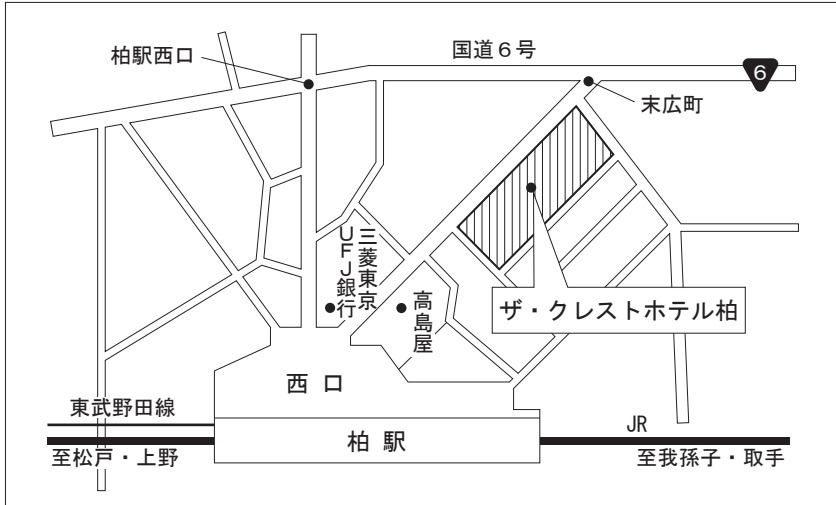 国道６号
柏駅西口
6
末広町
三菱東京
ＵＦＪ銀行
高島屋
ザ・クレストホテル柏
西口
東武野田線
JR
柏駅
至松戸・上野
至我孫子・取手